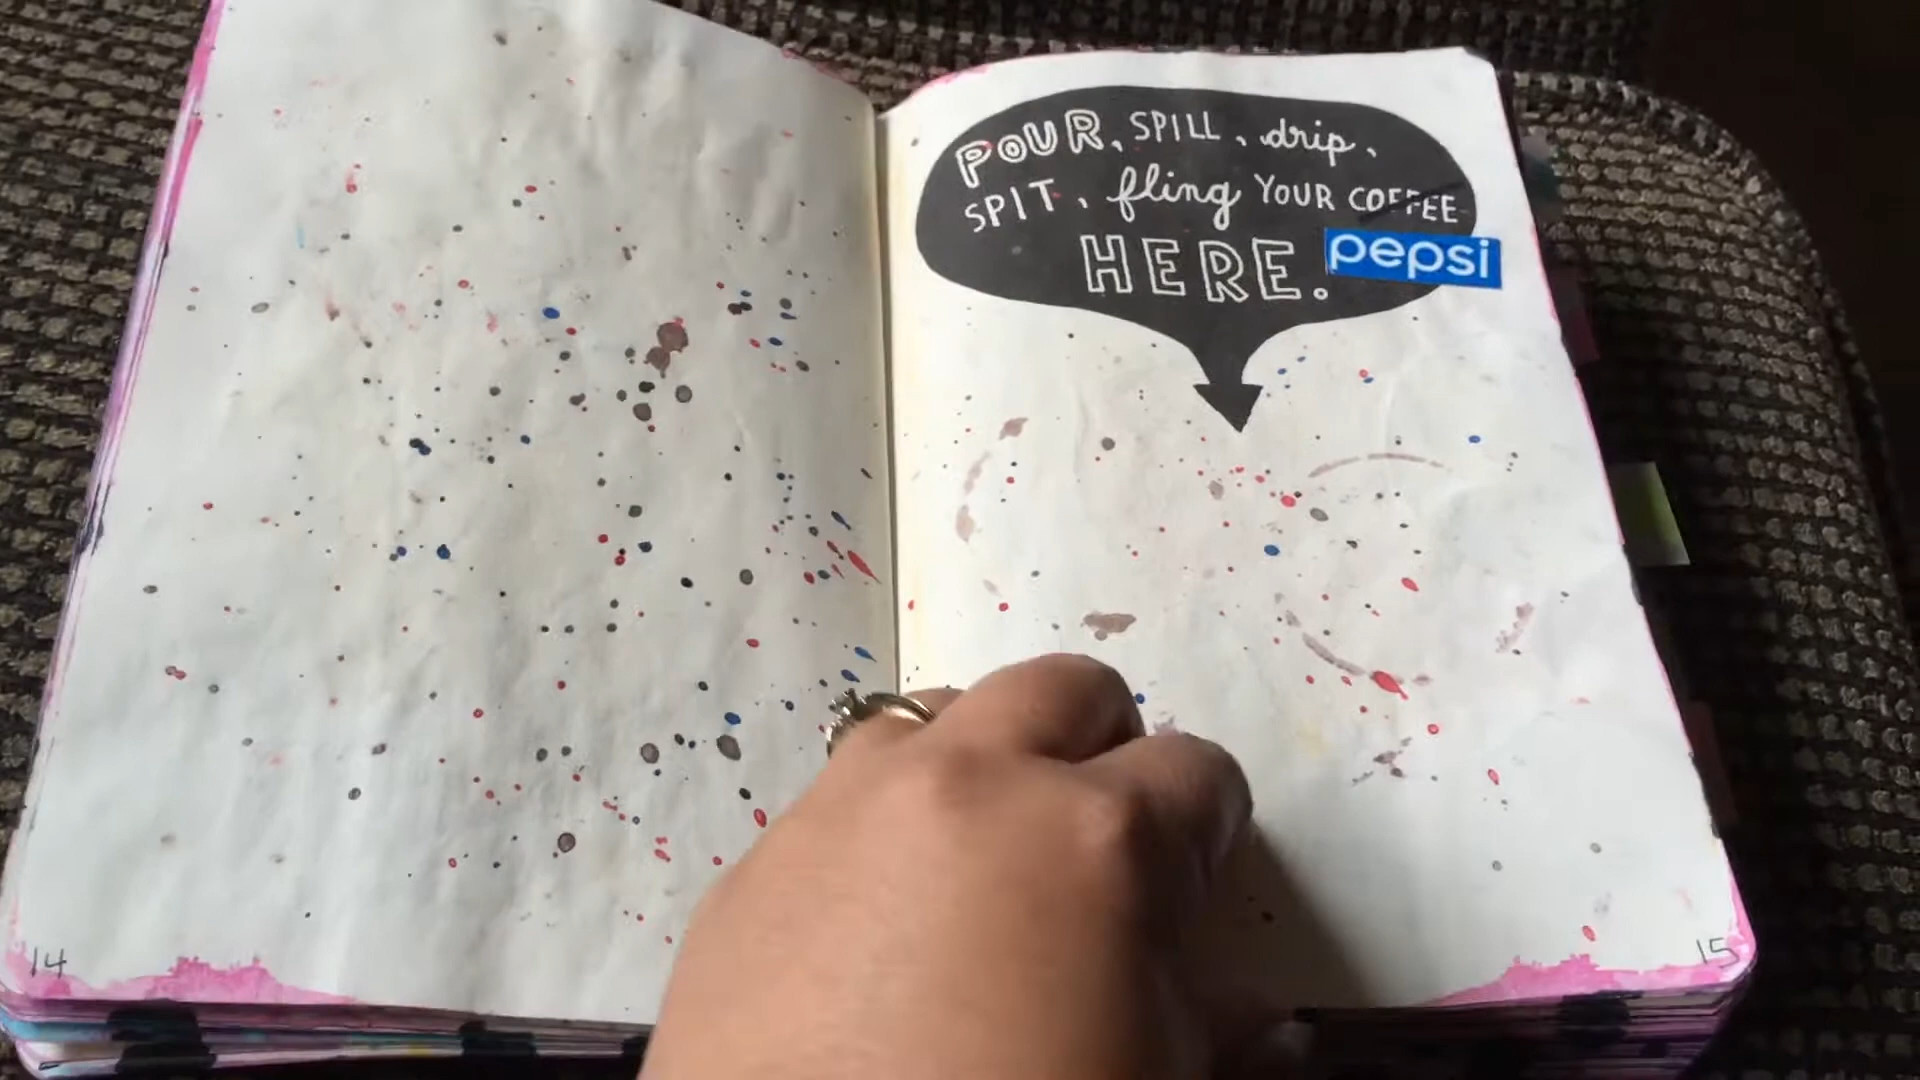 POUR, SPILL, drip,
SPIT, fling YOUR COFFEE
HERE. pepsi
14
15